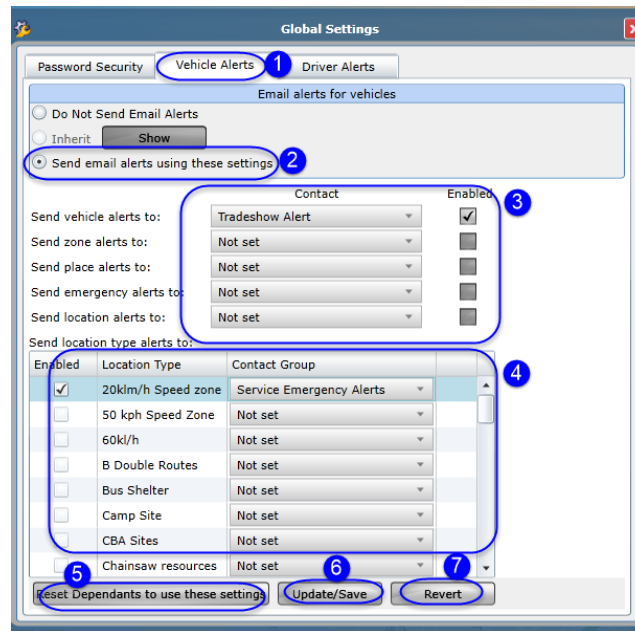 Global Settings
Password Security Vehicle Alerts 1 Driver Alerts
Email alerts for vehicles
Do Not Send Email Alerts
Inherit Show
Send email alerts using these settings 2
Contact Enabled 3
Send vehicle alerts to: Tradeshow Alert
Send zone alerts to: Not set
Send place alerts to: Not set
Send emergency alerts to: Not set
Send location alerts to: Not set
Send location type alerts to:
Enabled Location Type Contact Group 4
20klm/h Speed zone Service Emergency Alerts
50 kph Speed Zone Not set
60kl/h Not set
B Double Routes Not set
Bus Shelter Not set
Camp Site Not set
CBA Sites Not set
Chainsaw resources Not set
5 6 7
Reset Dependants to use these settings Update/Save Revert